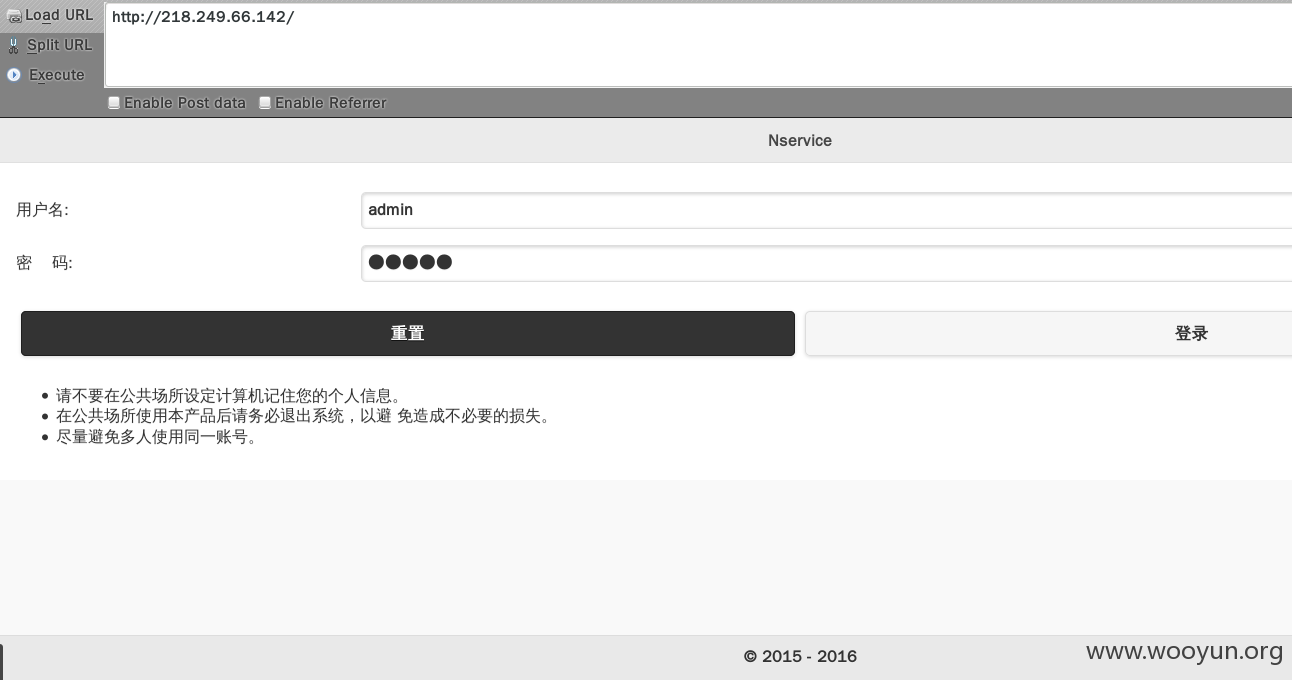 Load URL
http://218.249.66.142/
Split URL
Execute
Enable Post data Enable Referrer
Nservice
用户名: admin
密 码: ●●●●●
重置 登录
请不要在公共场所设定计算机记住您的个人信息。
在公共场所使用本产品后请务必退出系统，以避 免造成不必要的损失。
尽量避免多人使用同一账号。
© 2015 - 2016
www.wooyun.org